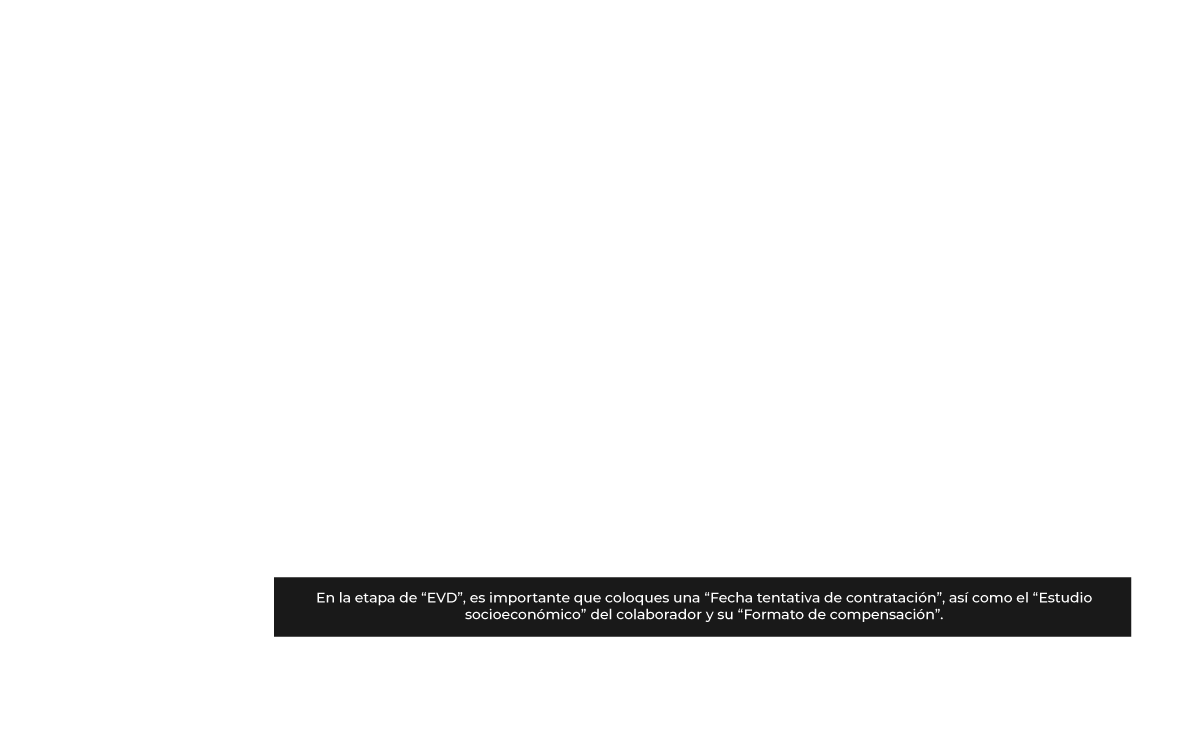 En la etapa de “EVD”, es importante que coloques una “Fecha tentativa de contratación”, así como el “Estudio
socioeconómico” del colaborador y su “Formato de compensación”.